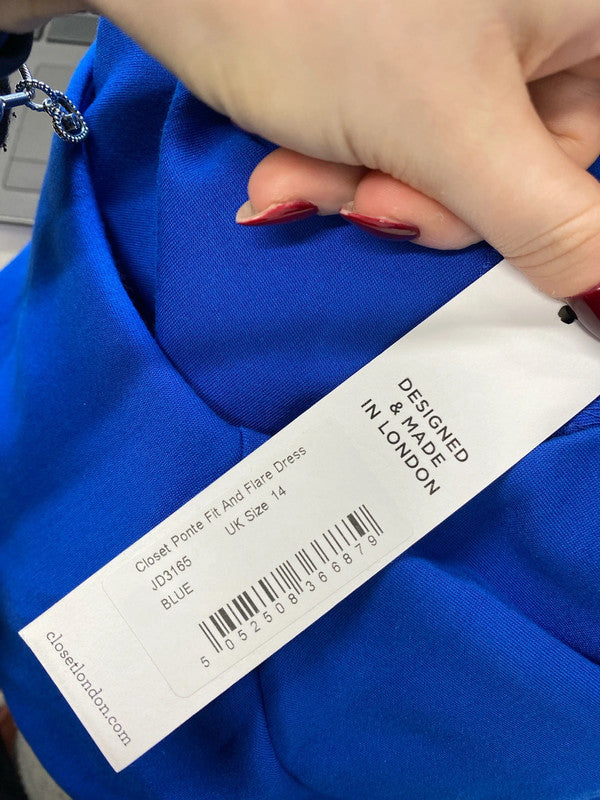 DESIGNED
& MADE
IN LONDON
Closet Ponte Fit And Flare Dress
JD3165 UK Size 14
BLUE
5 052508 366879
closetlondon.com